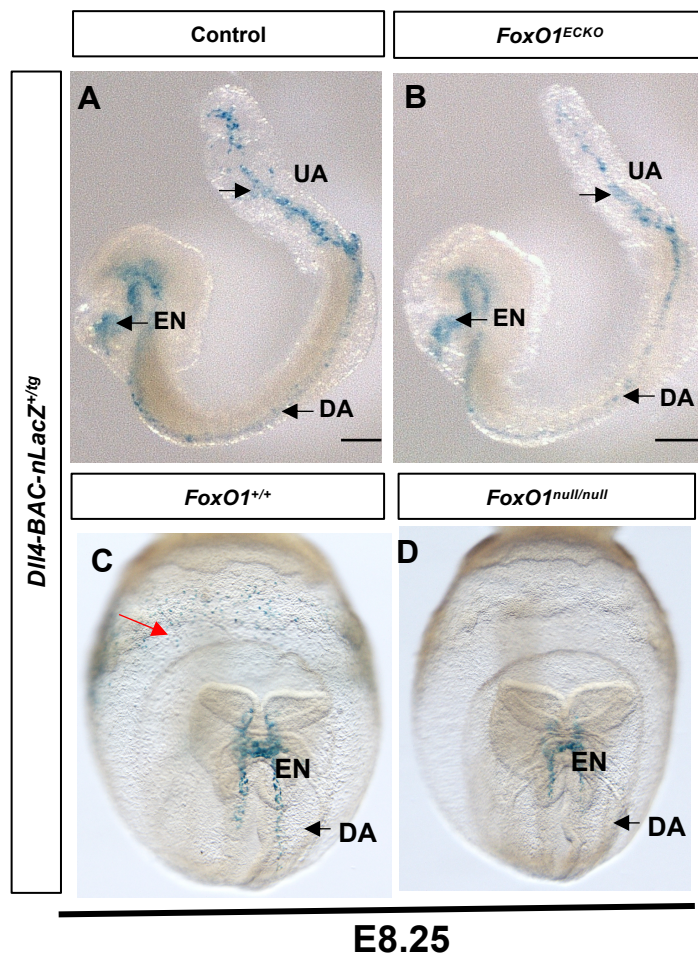 Control
FoxO1ECKO
Dll4-BAC-nLacZ+/tg
A
UA
EN
DA
B
UA
EN
DA
FoxO1+/+
FoxO1null/null
C
EN
DA
D
EN
DA
E8.25